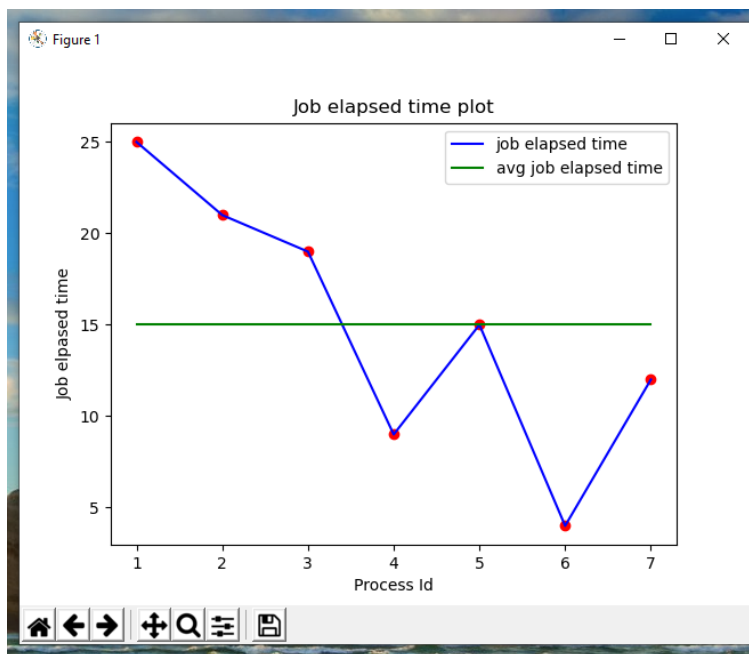 Figure 1
Job elapsed time plot
job elapsed time
avg job elapsed time
25
20
15
10
5
Job elpased time
1 2 3 4 5 6 7
Process Id